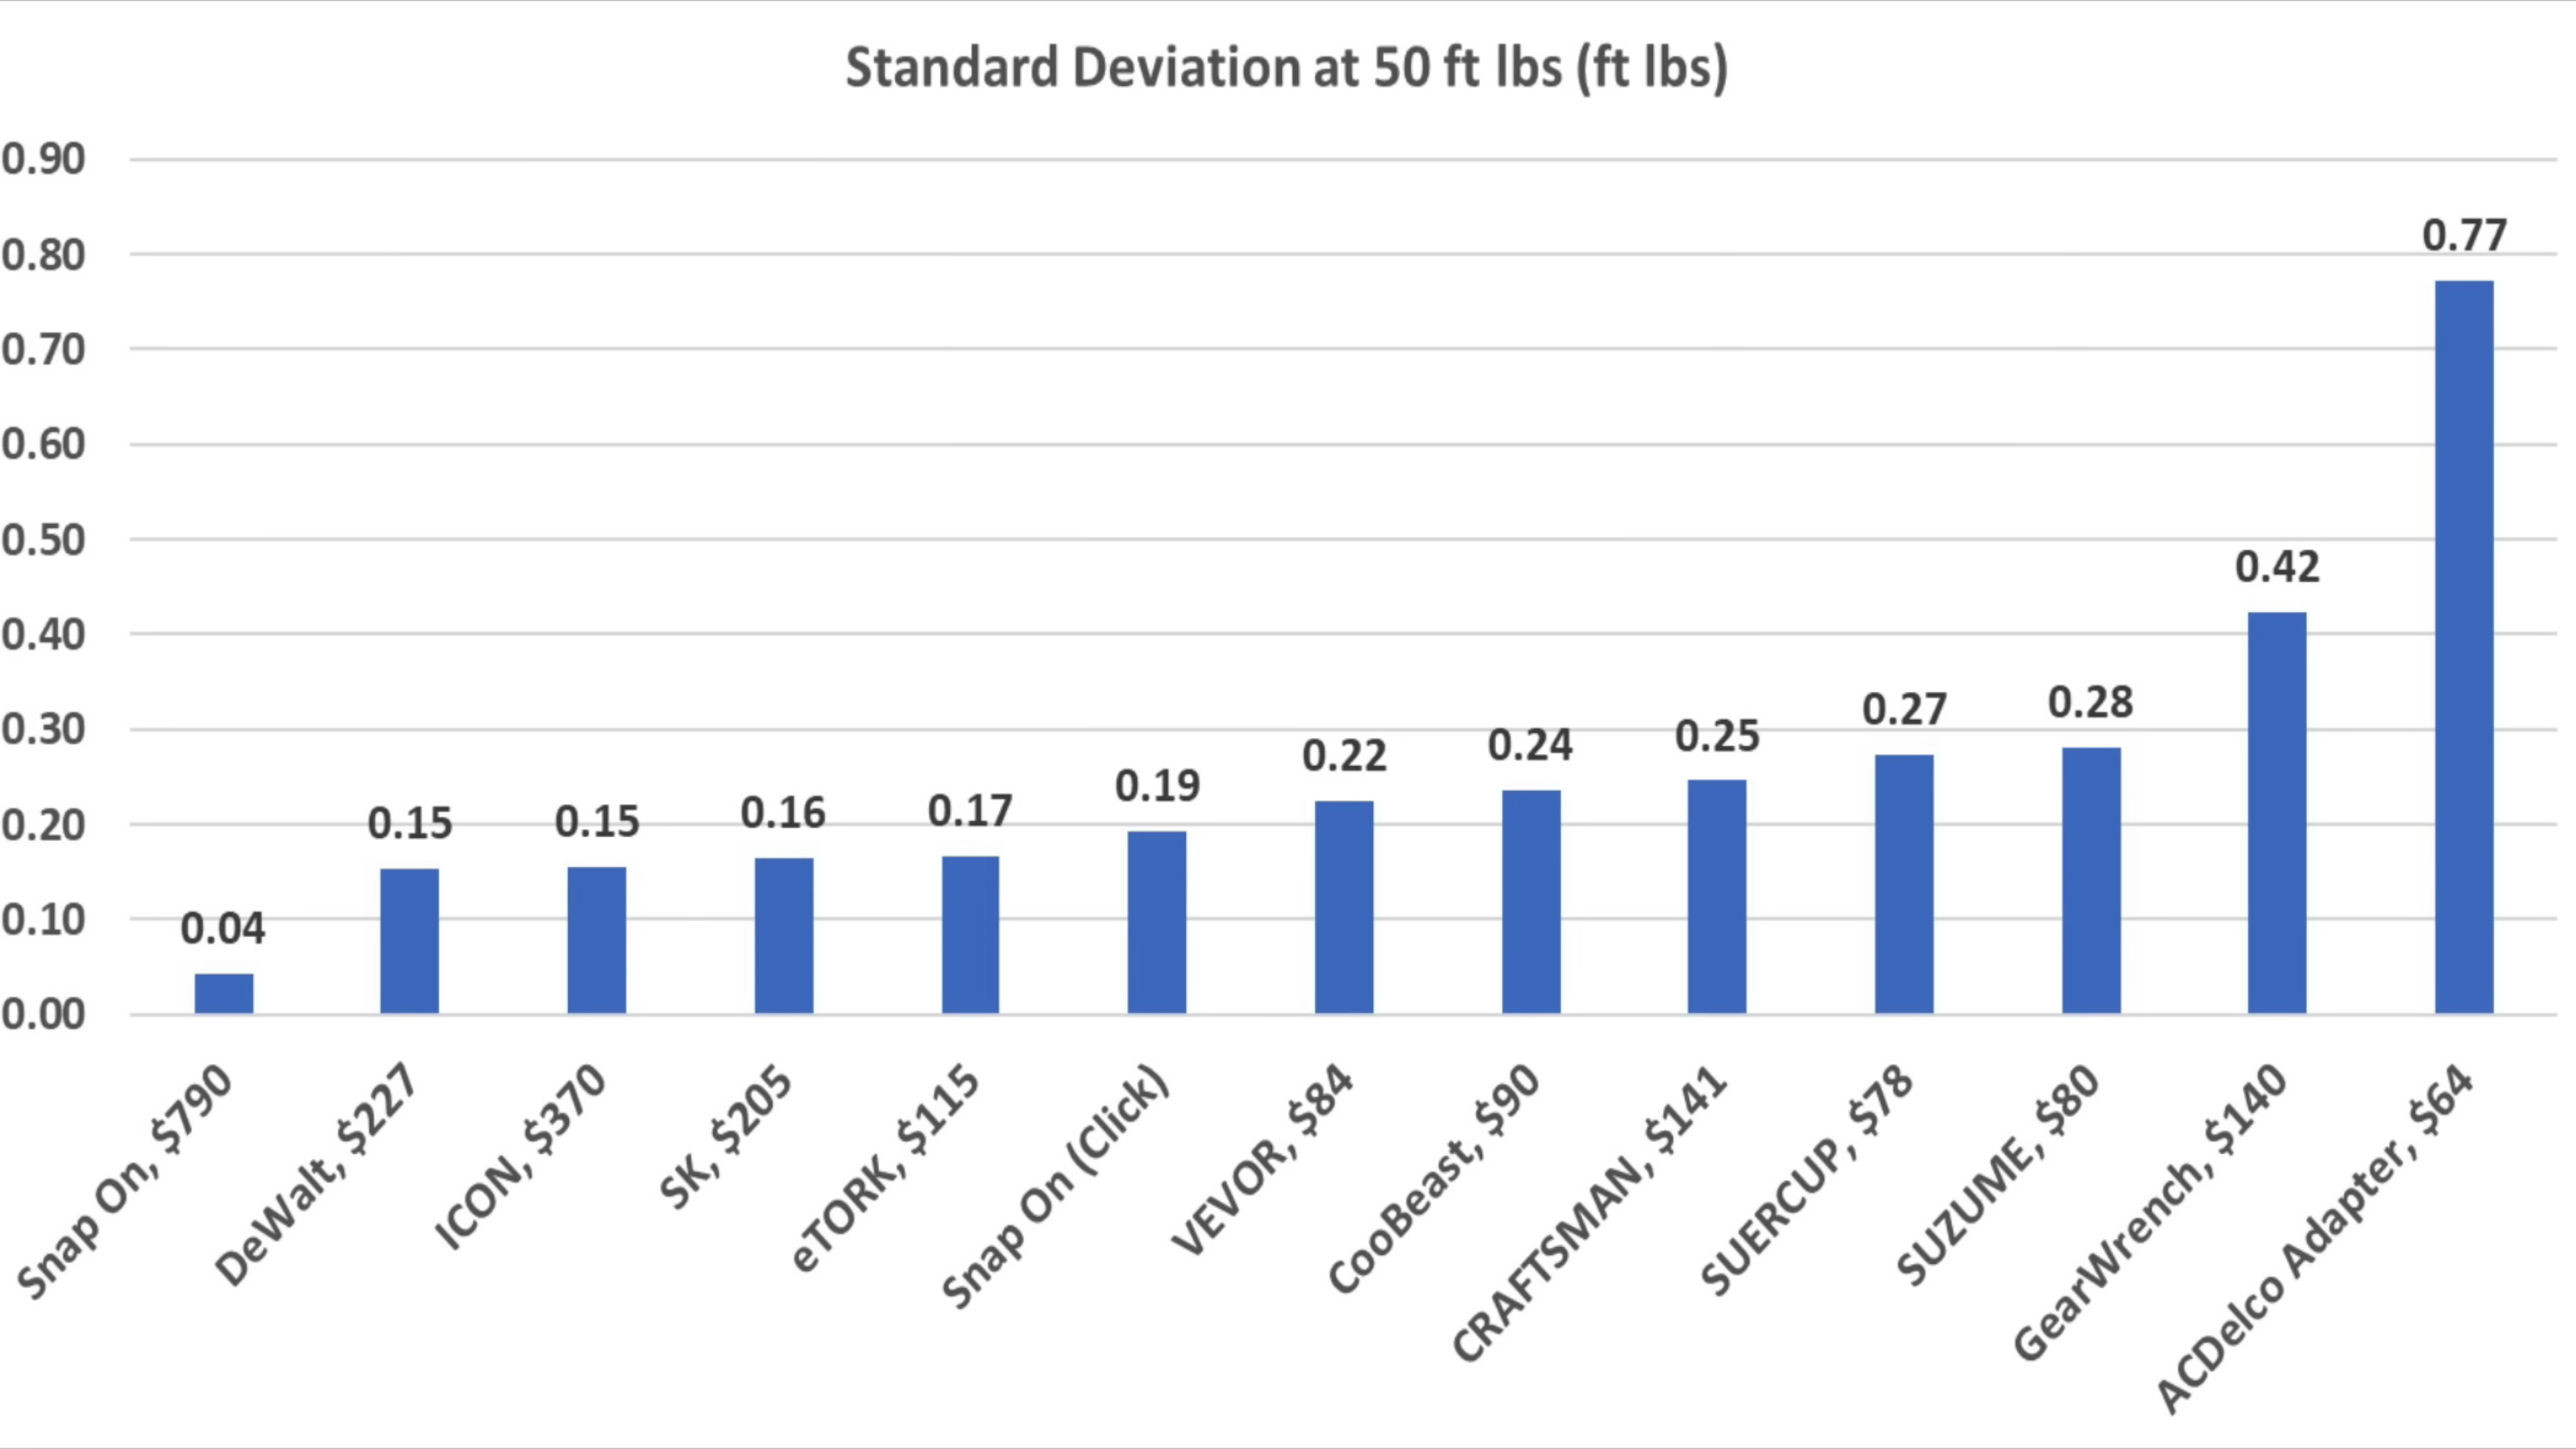 Standard Deviation at 50 ft lbs (ft lbs)
0.90
0.80
0.70
0.60
0.50
0.40
0.30
0.20
0.10
0.00
0.04
0.15
0.15
0.16
0.17
0.19
0.22
0.24
0.25
0.27
0.28
0.42
0.77
Snap On, $790
DeWalt, $227
ICON, $370
SK, $205
eTORK, $115
Snap On (Click)
VEVOR, $84
CooBeast, $90
CRAFTSMAN, $141
SUERCUP, $78
SUZUME, $80
GearWrench, $140
ACDelco Adapter, $64